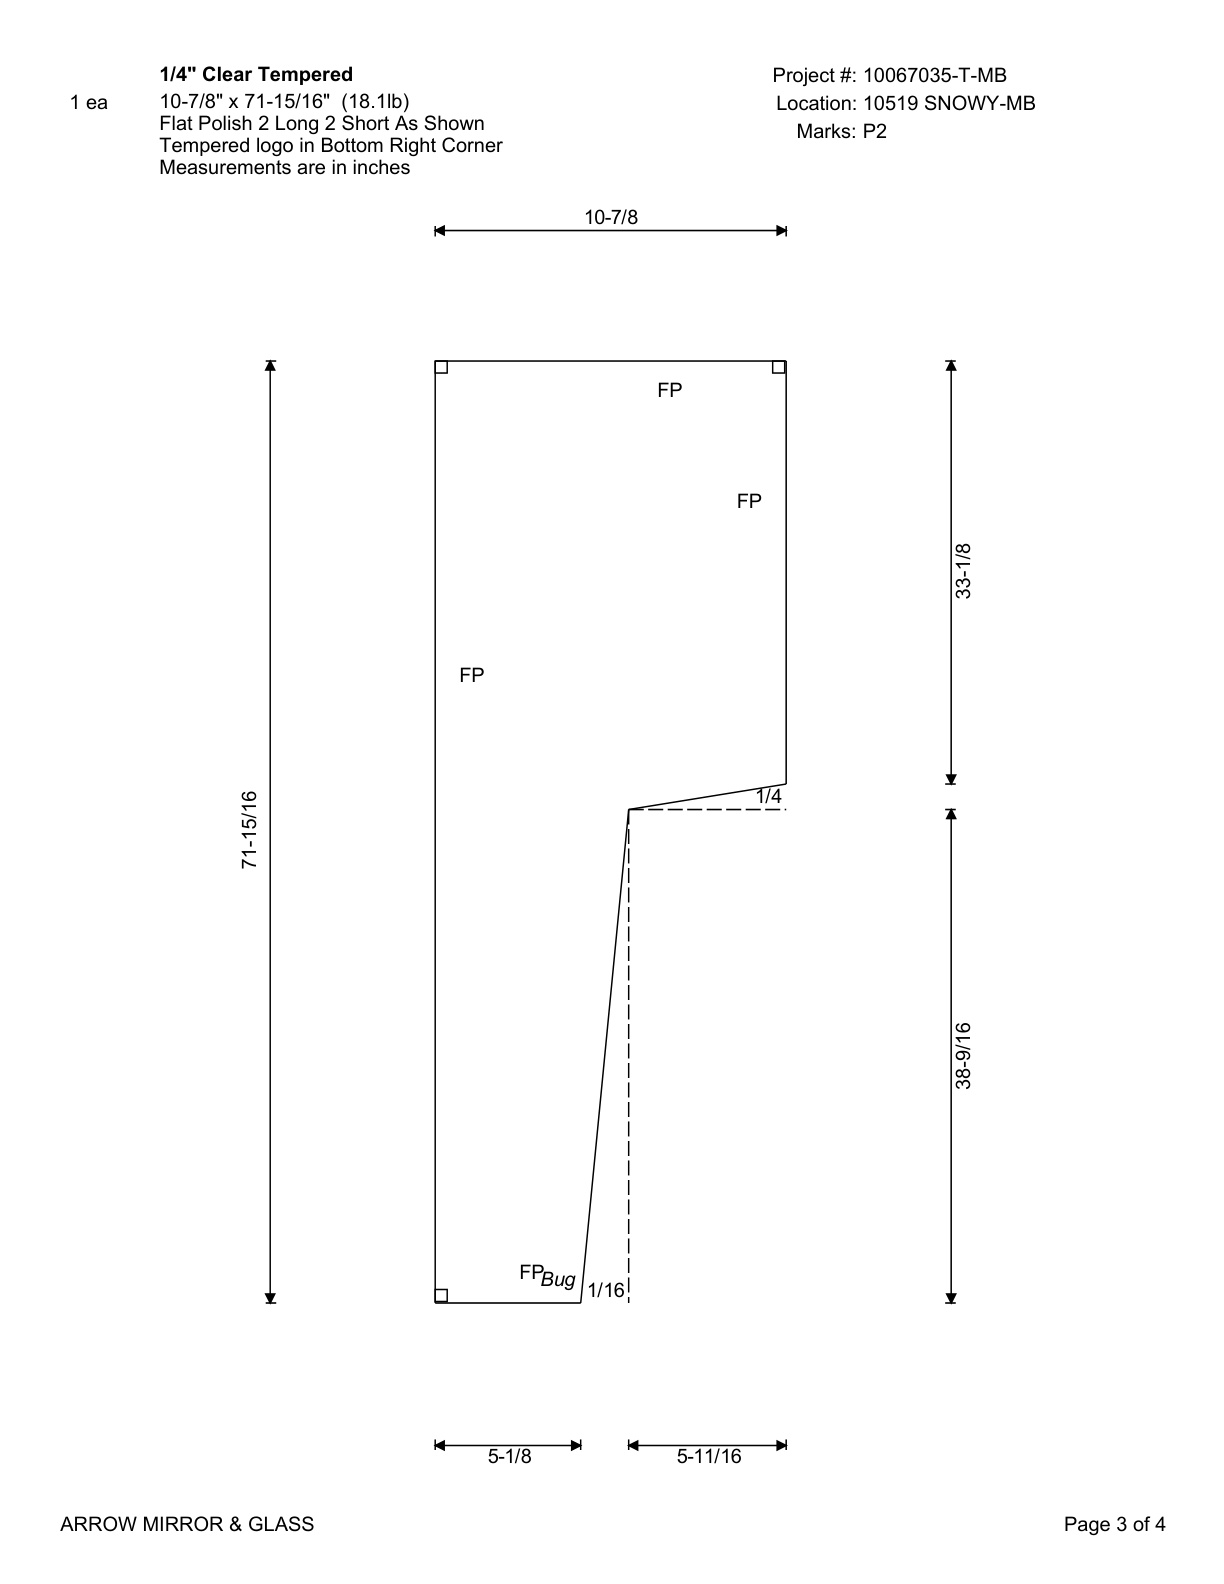 1/4" Clear Tempered
Project #: 10067035-T-MB
1 ea
10-7/8" x 71-15/16" (18.1lb)
Location: 10519 SNOWY-MB
Flat Polish 2 Long 2 Short As Shown
Marks: P2
Tempered logo in Bottom Right Corner
Measurements are in inches
10-7/8
FP
FP
33-1/8
FP
1/4
71-15/16
38-9/16
FP
Bug
1/16
5-1/8
5-11/16
ARROW MIRROR & GLASS
Page 3 of 4